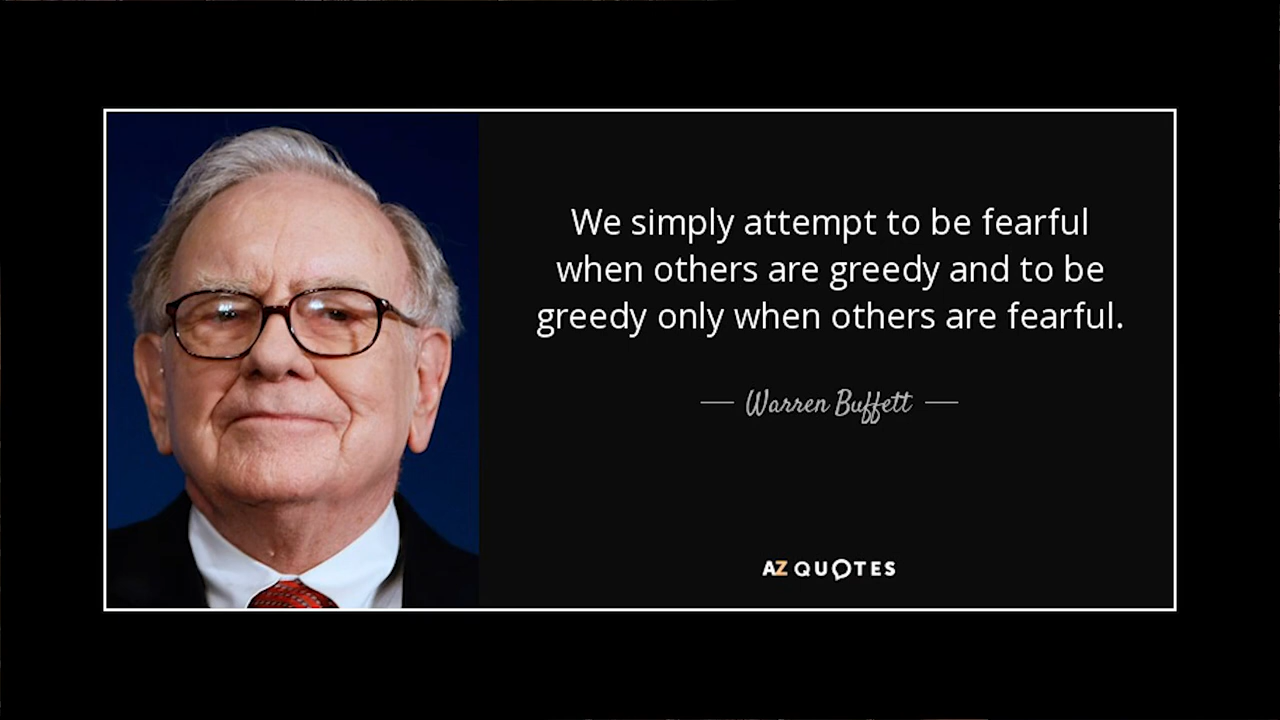 We simply attempt to be fearful
when others are greedy and to be
greedy only when others are fearful.
Warren Buffett
AZ QUOTES